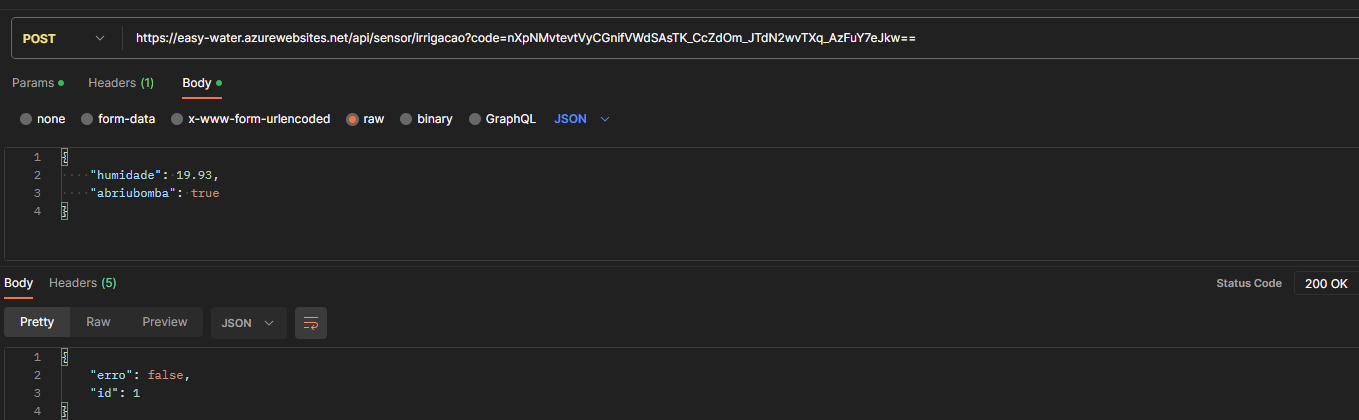 POST https://easy-water.azurewebsites.net/api/sensor/irrigacao?code=nXpNMvtevtVyCGnifVWdSAsTK_CcZdOm_JTdN2wvTXq_AzFuY7eJkw==
Params Headers (1) Body
none form-data x-www-form-urlencoded raw binary GraphQL JSON
1 {
2 "humidade": 19.93,
3 "abriubomba": true
4 }
Body Headers (5) Status Code 200 OK
Pretty Raw Preview JSON
1 {
2 "erro": false,
3 "id": 1
4 }